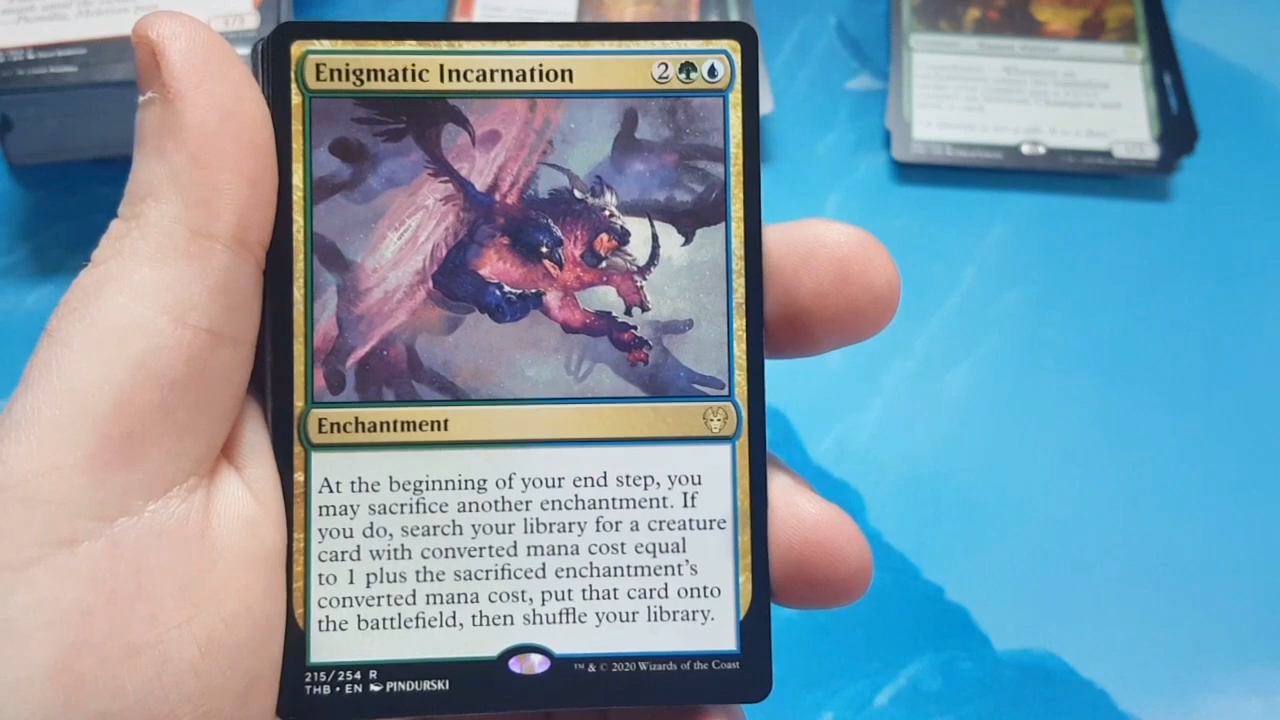 Enigmatic Incarnation 2
Enchantment
At the beginning of your end step, you
may sacrifice another enchantment. If
you do, search your library for a creature
card with converted mana cost equal
to 1 plus the sacrificed enchantment's
converted mana cost, put that card onto
the battlefield, then shuffle your library.
215/254 R
THB • EN PINDURSKI
™ & © 2020 Wizards of the Coast